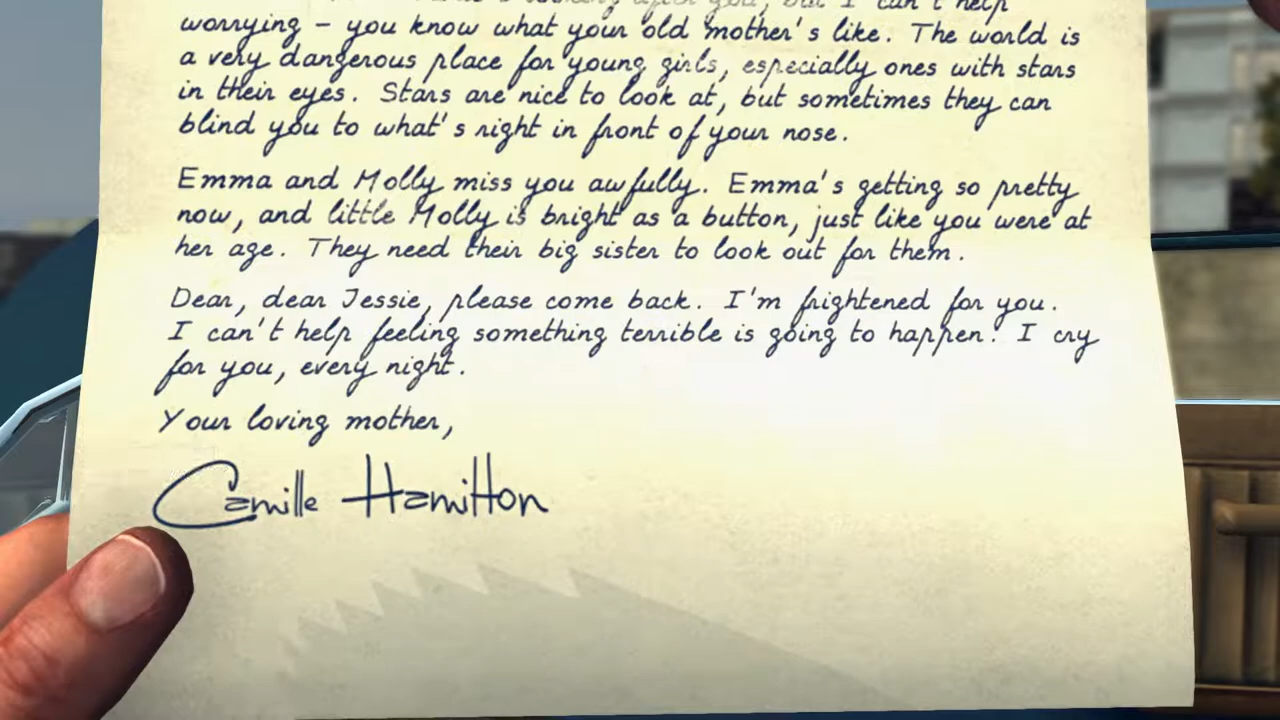 but I can't help
worrying – you know what your old mother's like. The world is
a very dangerous place for young girls, especially ones with stars
in their eyes. Stars are nice to look at, but sometimes they can
blind you to what's right in front of your nose.
Emma and Molly miss you awfully. Emma's getting so pretty
now, and little Molly is bright as a button, just like you were at
her age. They need their big sister to look out for them.
Dear, dear Jessie, please come back. I'm frightened for you.
I can't help feeling something terrible is going to happen. I cry
for you, every night.
Your loving mother,
Camille Hamilton